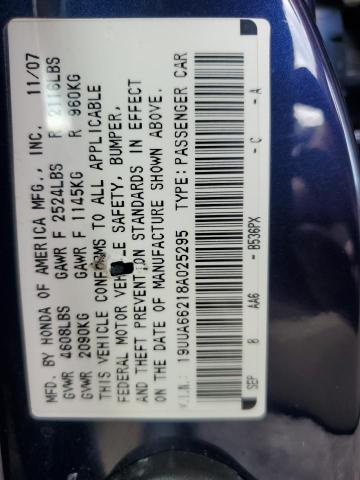 MFD. BY HONDA OF AMERICA MFG., INC. 11/07
GVWR 4608LBS GAWR F 2524LBS R 2116LBS
GVWR 2090KG GAWR F 1145KG R 960KG
THIS VEHICLE CONFORMS TO ALL APPLICABLE
FEDERAL MOTOR VEHICLE SAFETY, BUMPER,
AND THEFT PREVENTION STANDARDS IN EFFECT
ON THE DATE OF MANUFACTURE SHOWN ABOVE.
V.I.N.: 19UUA66218A025295 TYPE: PASSENGER CAR
SEP 8 AA6 - B536PX - C - A